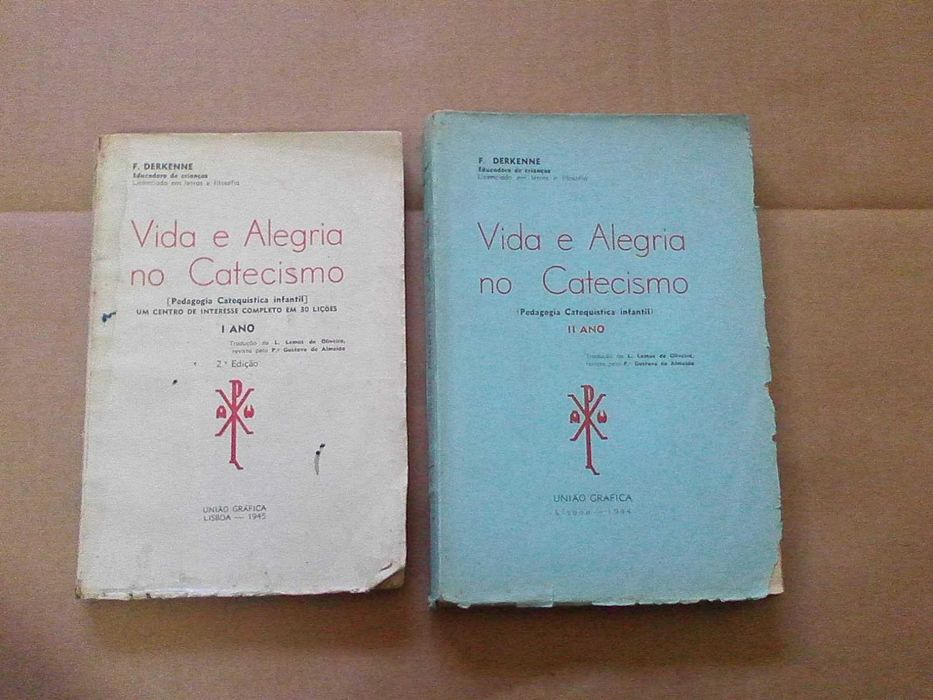 F. DERKENNE
Educadora de crianças
Licenciada em letras e filosofia
Vida e Alegria
no Catecismo
[Pedagogia Catequística infantil]
UM CENTRO DE INTERESSE COMPLETO EM 30 LIÇÕES
I ANO
Tradução de L. Lemos de Oliveira,
revista pelo P.e Gustavo de Almeida
2.ª Edição
UNIÃO GRÁFICA
LISBOA — 1945
F. DERKENNE
Educadora de crianças
Licenciada em letras e filosofia
Vida e Alegria
no Catecismo
(Pedagogia Catequística infantil)
II ANO
Tradução de L. Lemos de Oliveira,
revista pelo P.e Gustavo de Almeida
UNIÃO GRÁFICA
Lisboa — 1944